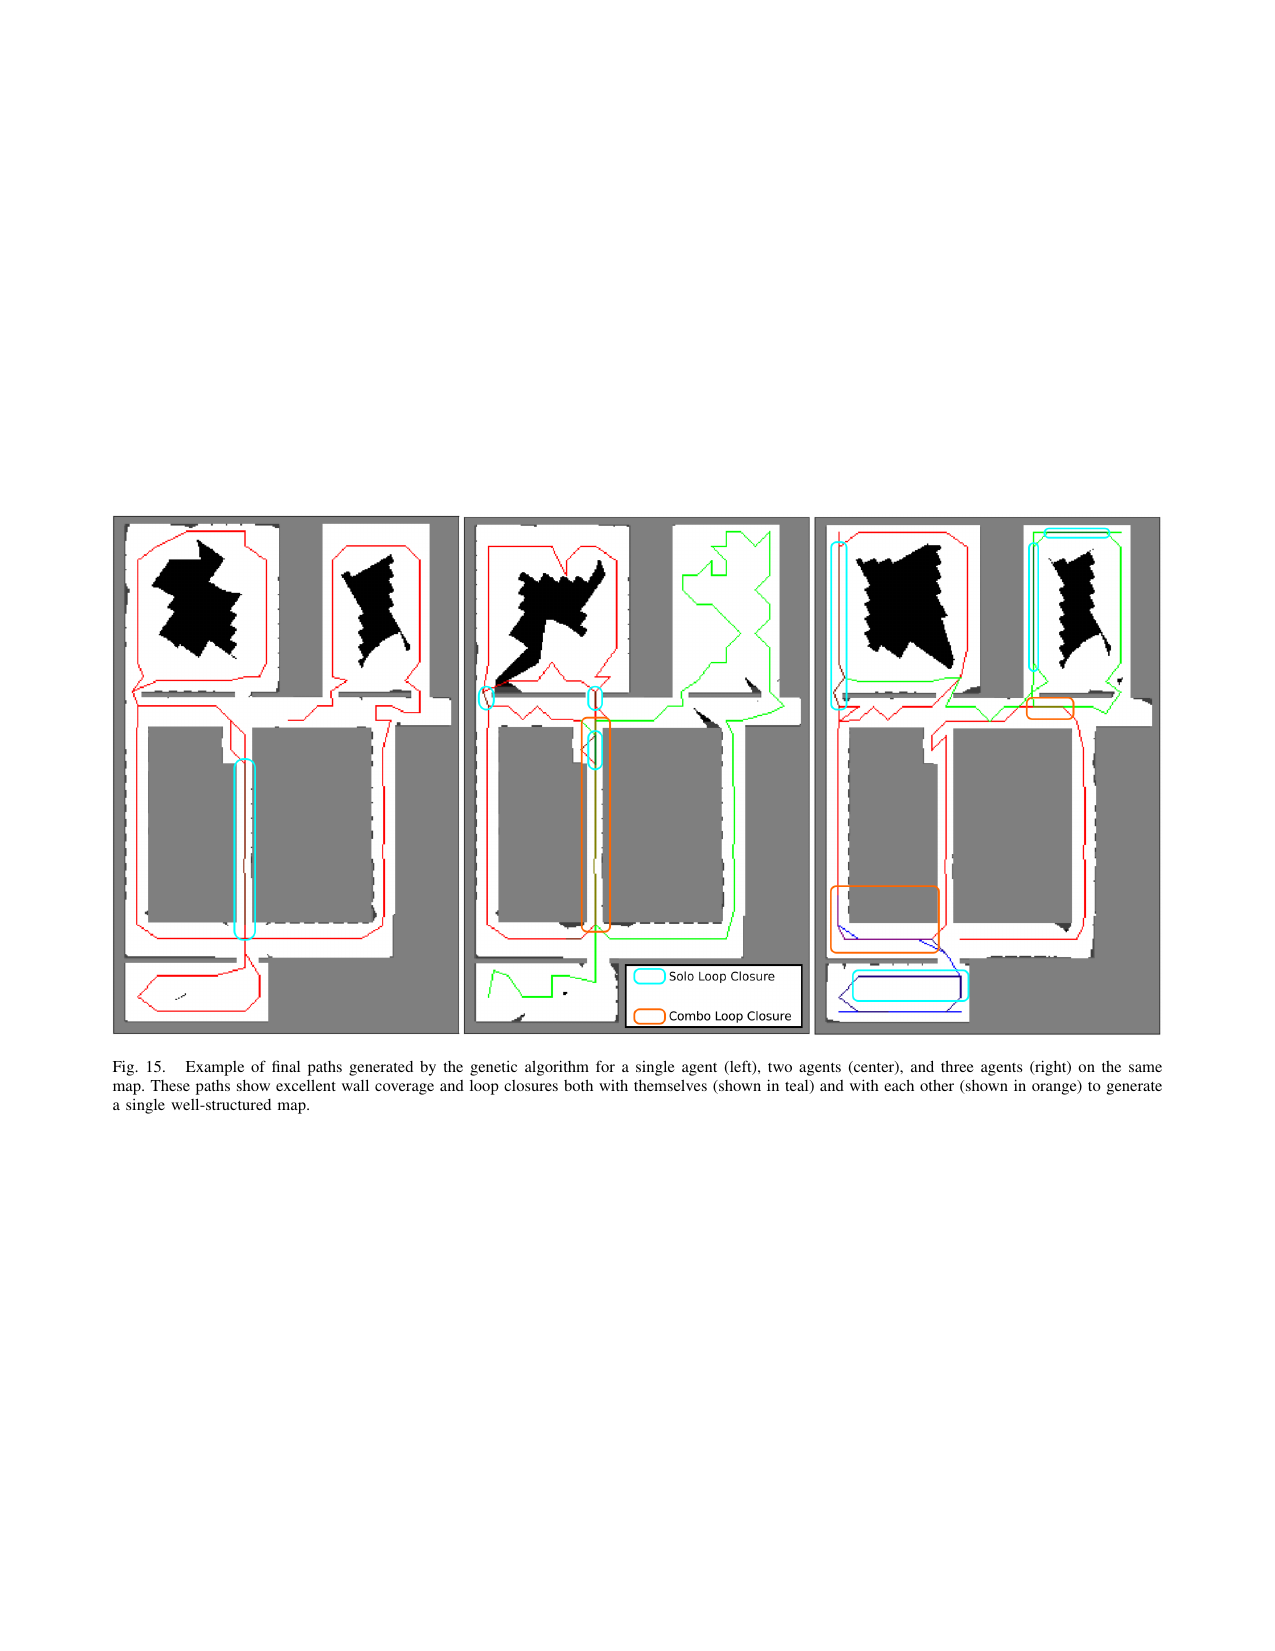 Solo Loop Closure
Combo Loop Closure
Fig. 15. Example of final paths generated by the genetic algorithm for a single agent (left), two agents (center), and three agents (right) on the same
map. These paths show excellent wall coverage and loop closures both with themselves (shown in teal) and with each other (shown in orange) to generate
a single well-structured map.